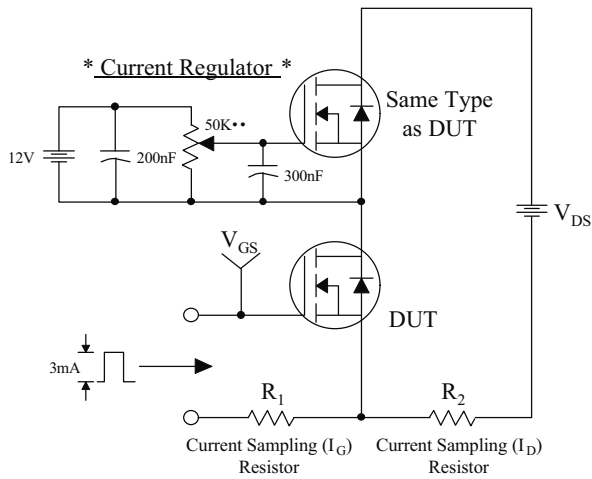 * Current Regulator *
Same Type
as DUT
50K••
12V
200nF
300nF
V_DS
V_GS
DUT
3mA
R_1
R_2
Current Sampling (I_G)
Resistor
Current Sampling (I_D)
Resistor